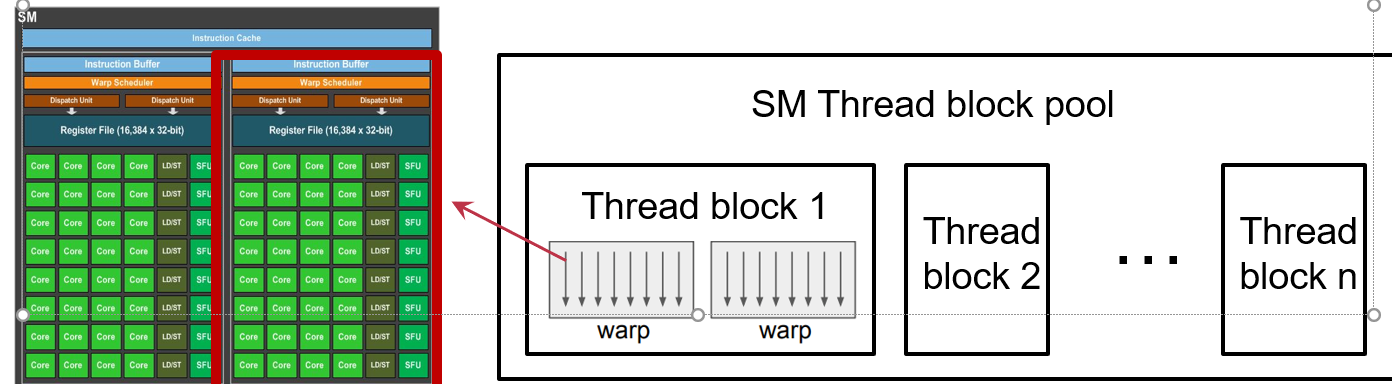 SM
Instruction Cache
Instruction Buffer
Instruction Buffer
Warp Scheduler
Warp Scheduler
Dispatch Unit
Dispatch Unit
Dispatch Unit
Dispatch Unit
Register File (16,384 x 32-bit)
Register File (16,384 x 32-bit)
Core Core Core Core LD/ST SFU Core Core Core Core LD/ST SFU
Core Core Core Core LD/ST SFU Core Core Core Core LD/ST SFU
Core Core Core Core LD/ST SFU Core Core Core Core LD/ST SFU
Core Core Core Core LD/ST SFU Core Core Core Core LD/ST SFU
Core Core Core Core LD/ST SFU Core Core Core Core LD/ST SFU
Core Core Core Core LD/ST SFU Core Core Core Core LD/ST SFU
Core Core Core Core LD/ST SFU Core Core Core Core LD/ST SFU
Core Core Core Core LD/ST SFU Core Core Core Core LD/ST SFU
SM Thread block pool
Thread block 1
warp
warp
Thread
block 2
...
Thread
block n